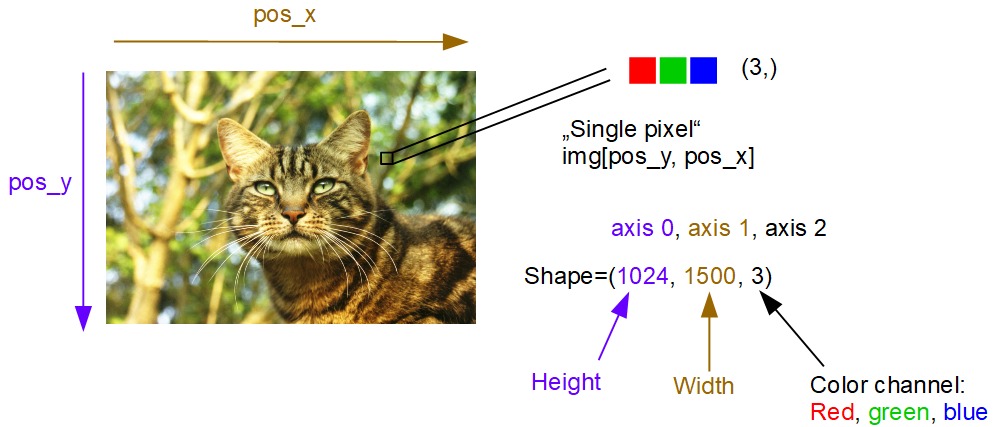 pos_x
pos_y
(3,)
„Single pixel“
img[pos_y, pos_x]
axis 0, axis 1, axis 2
Shape=(1024, 1500, 3)
Height
Width
Color channel:
Red, green, blue